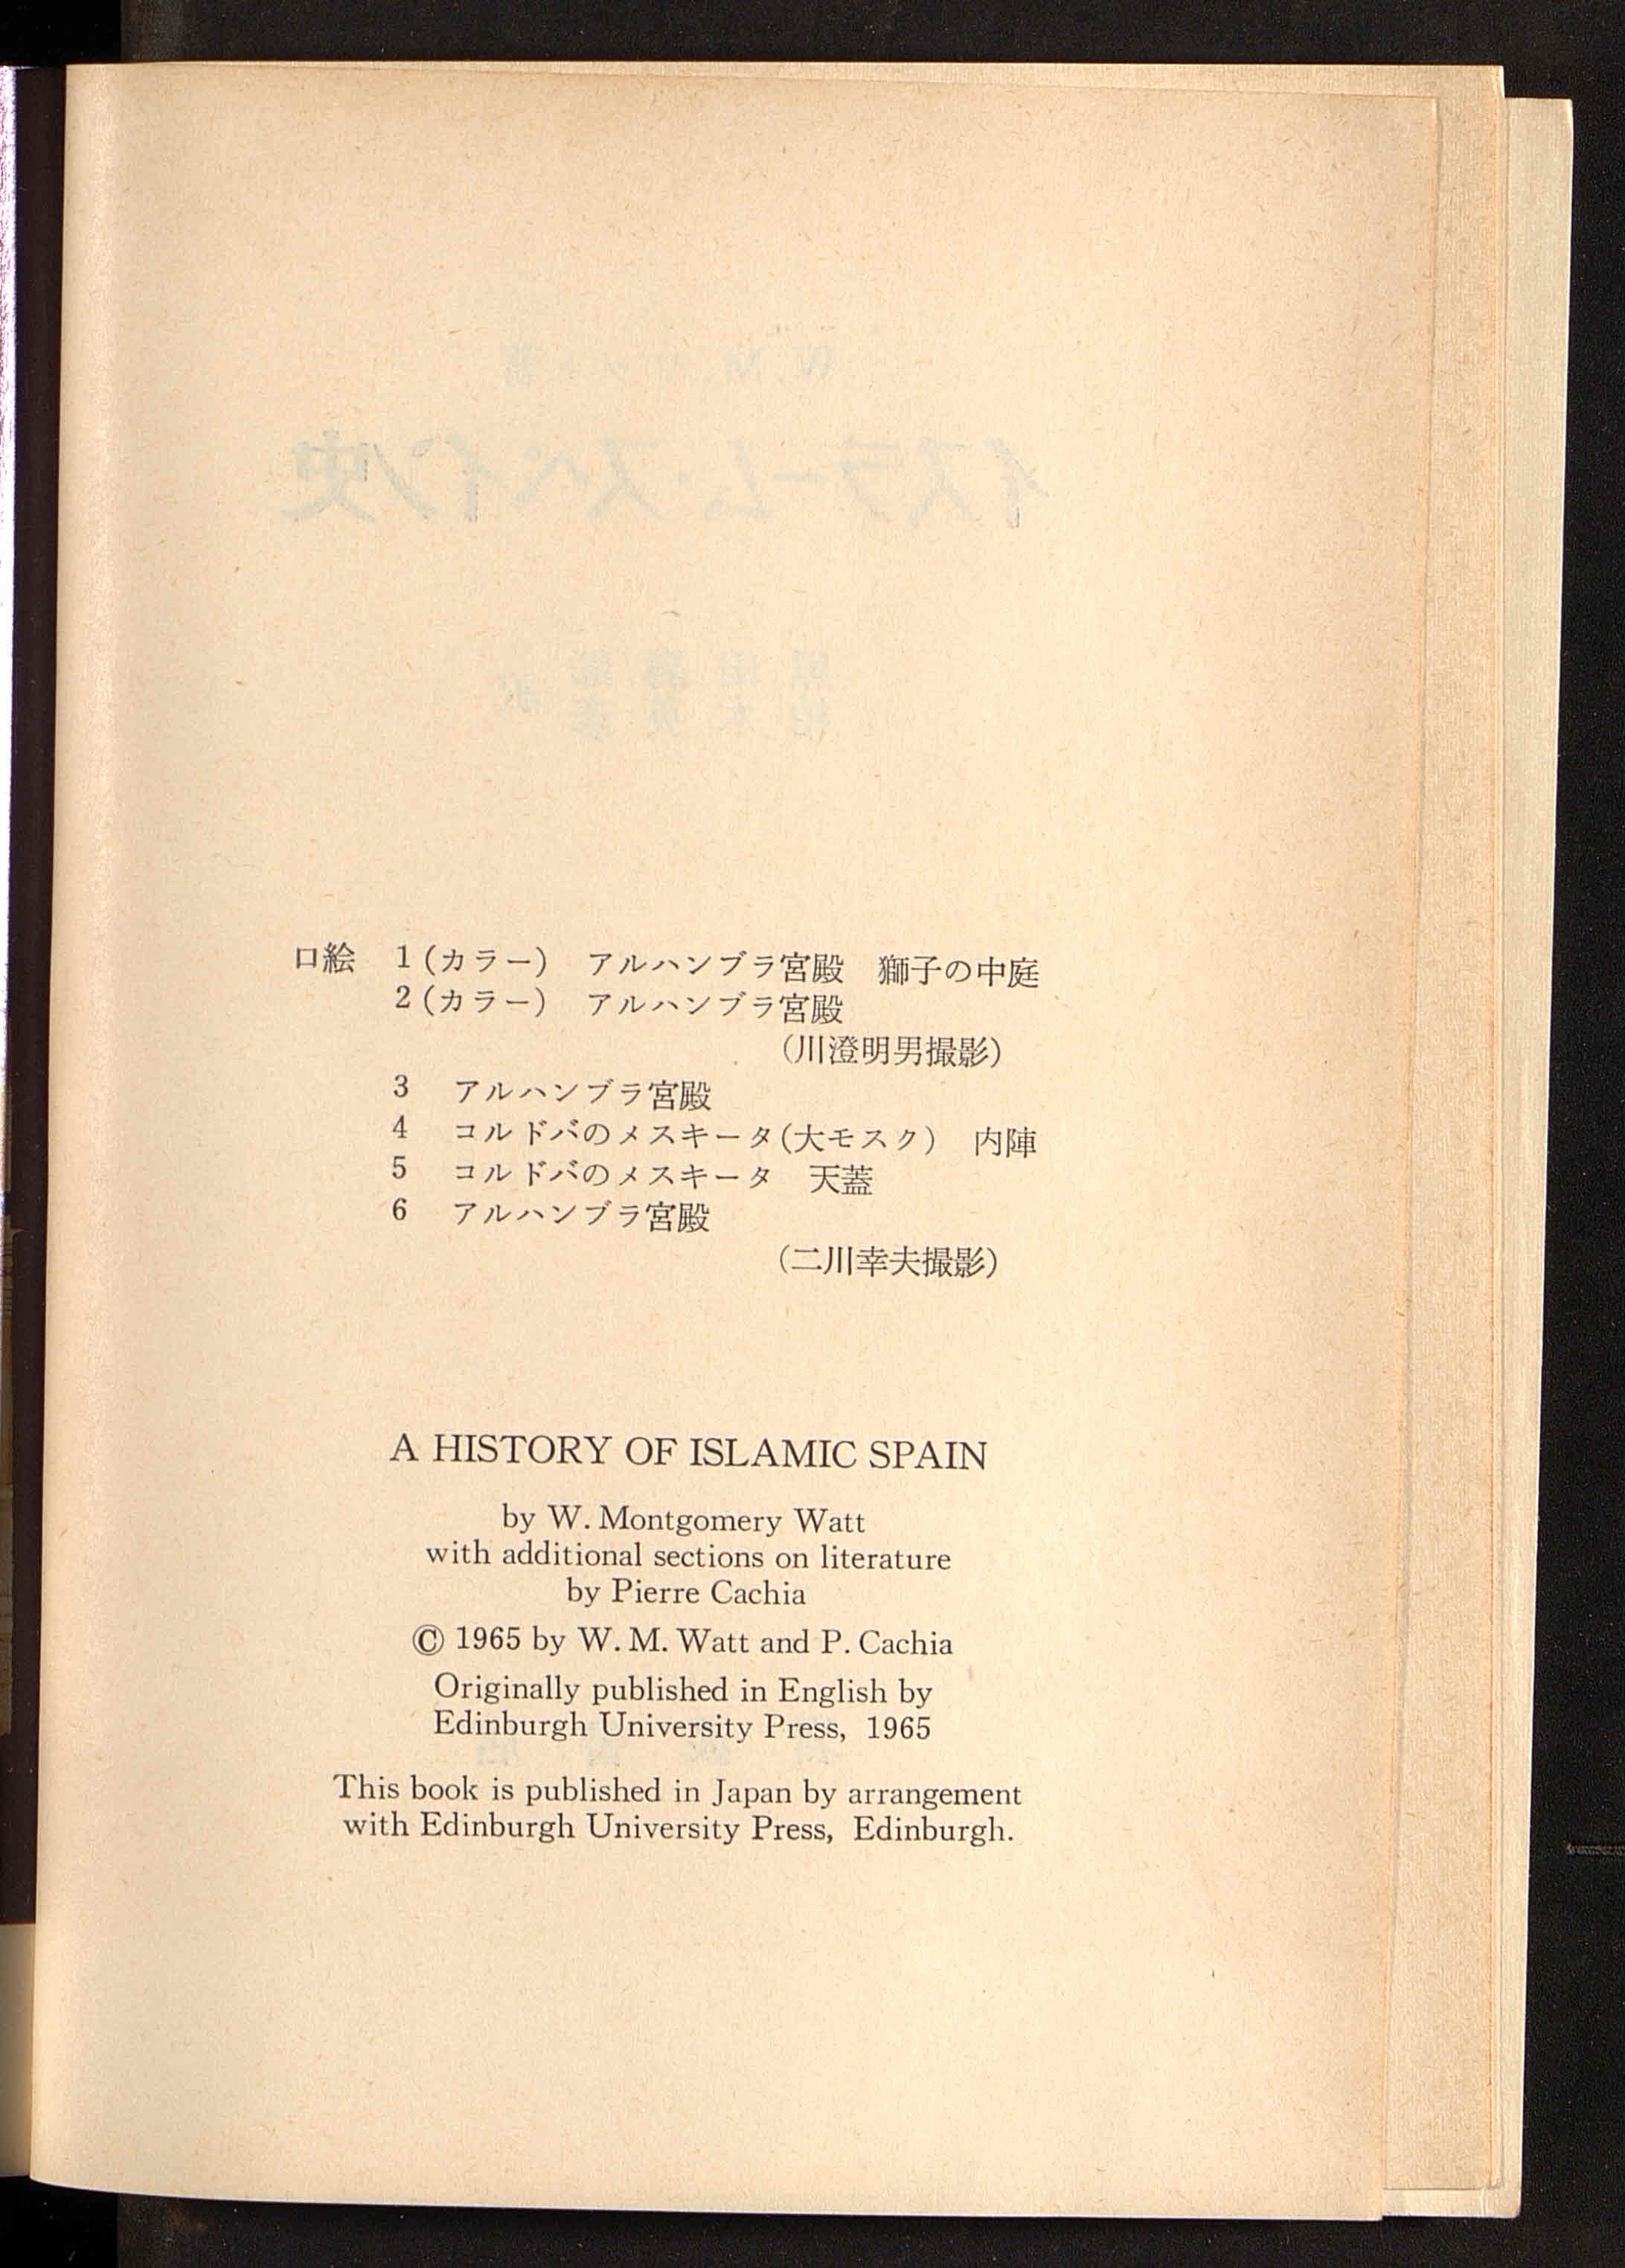 口絵 1(カラー) アルハンブラ宮殿 獅子の中庭
2(カラー) アルハンブラ宮殿
(川澄明男撮影)
3 アルハンブラ宮殿
4 コルドバのメスキータ(大モスク) 内陣
5 コルドバのメスキータ 天蓋
6 アルハンブラ宮殿
(二川幸夫撮影)
A HISTORY OF ISLAMIC SPAIN
by W. Montgomery Watt
with additional sections on literature
by Pierre Cachia
© 1965 by W. M. Watt and P. Cachia
Originally published in English by
Edinburgh University Press, 1965
This book is published in Japan by arrangement
with Edinburgh University Press, Edinburgh.